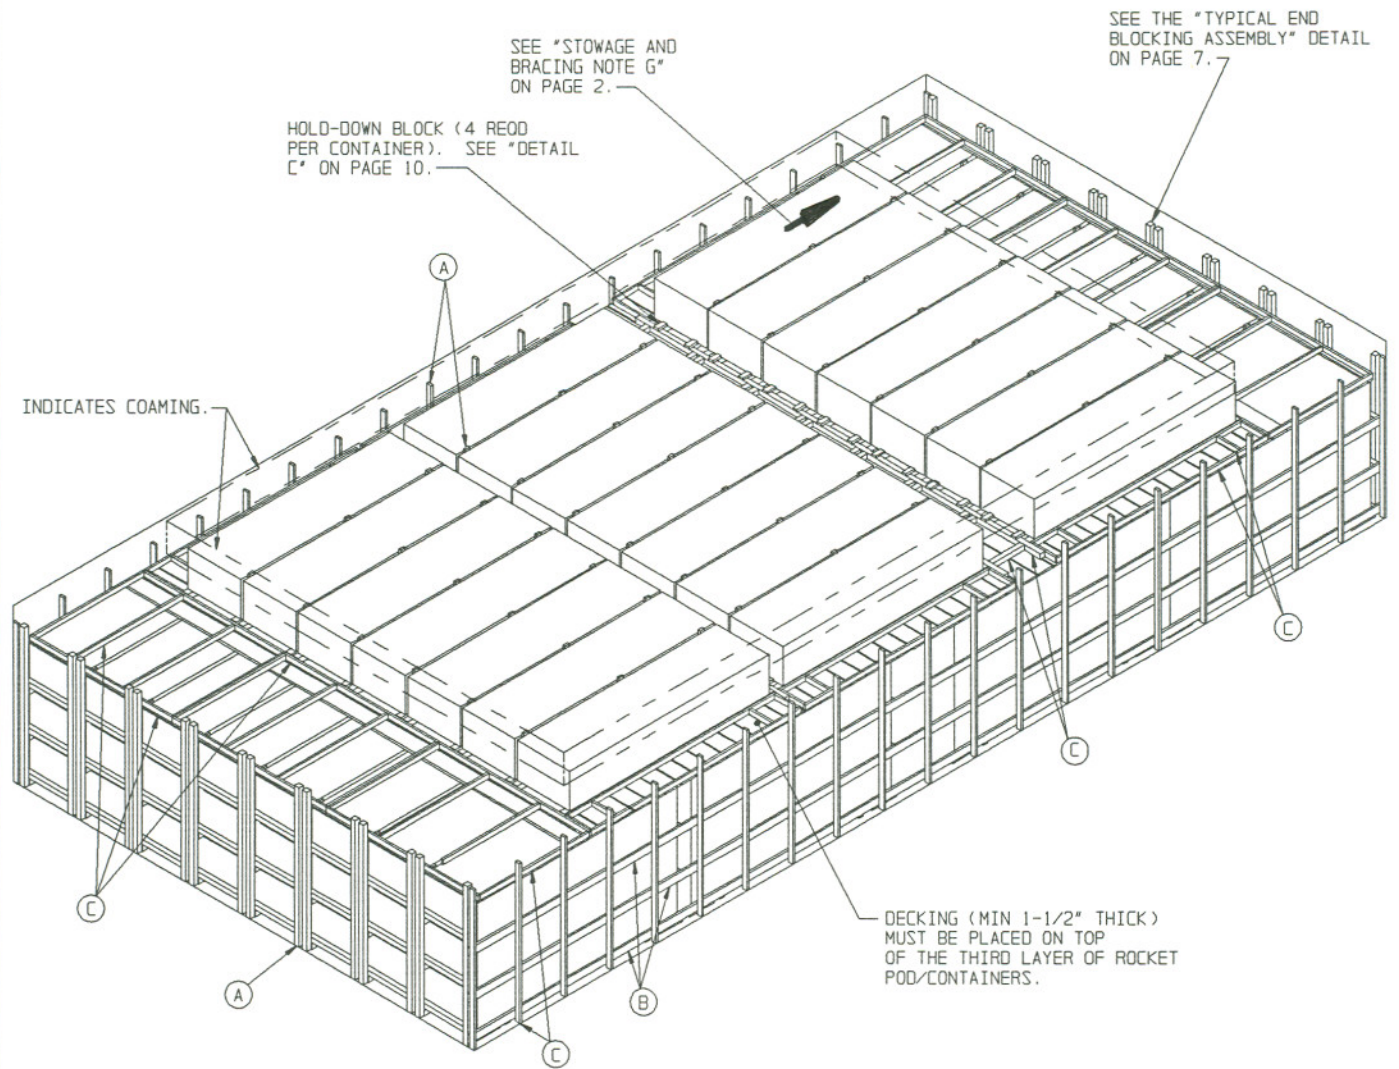 SEE THE "TYPICAL END
BLOCKING ASSEMBLY" DETAIL
ON PAGE 7.
SEE "STOWAGE AND
BRACING NOTE G"
ON PAGE 2.
HOLD-DOWN BLOCK (4 REQD
PER CONTAINER). SEE "DETAIL
C" ON PAGE 10.
A
INDICATES COAMING.
C
C
C
DECKING (MIN 1-1/2" THICK)
MUST BE PLACED ON TOP
OF THE THIRD LAYER OF ROCKET
POD/CONTAINERS.
A
B
C